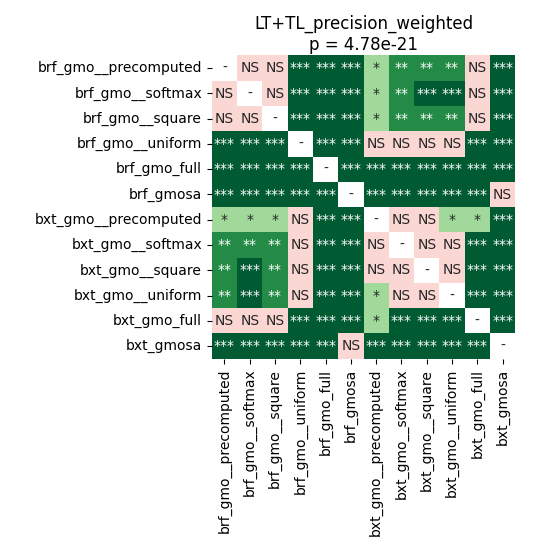 LT+TL_precision_weighted
p = 4.78e-21
brf_gmo__precomputed - NS NS *** *** *** * ** ** ** NS ***
brf_gmo__softmax NS - NS *** *** *** * ** *** *** NS ***
brf_gmo__square NS NS - *** *** *** * ** ** ** NS ***
brf_gmo__uniform *** *** *** - *** *** NS NS NS NS *** ***
brf_gmo_full *** *** *** *** - *** *** *** *** *** *** ***
brf_gmosa *** *** *** *** *** - *** *** *** *** *** NS
bxt_gmo__precomputed * * * NS *** *** - NS NS * * ***
bxt_gmo__softmax ** ** ** NS *** *** NS - NS NS *** ***
bxt_gmo__square ** *** ** NS *** *** NS NS - NS *** ***
bxt_gmo__uniform ** *** ** NS *** *** * NS NS - *** ***
bxt_gmo_full NS NS NS *** *** *** * *** *** *** - ***
bxt_gmosa *** *** *** *** *** NS *** *** *** *** *** -
brf_gmo__precomputed
brf_gmo__softmax
brf_gmo__square
brf_gmo__uniform
brf_gmo_full
brf_gmosa
bxt_gmo__precomputed
bxt_gmo__softmax
bxt_gmo__square
bxt_gmo__uniform
bxt_gmo_full
bxt_gmosa